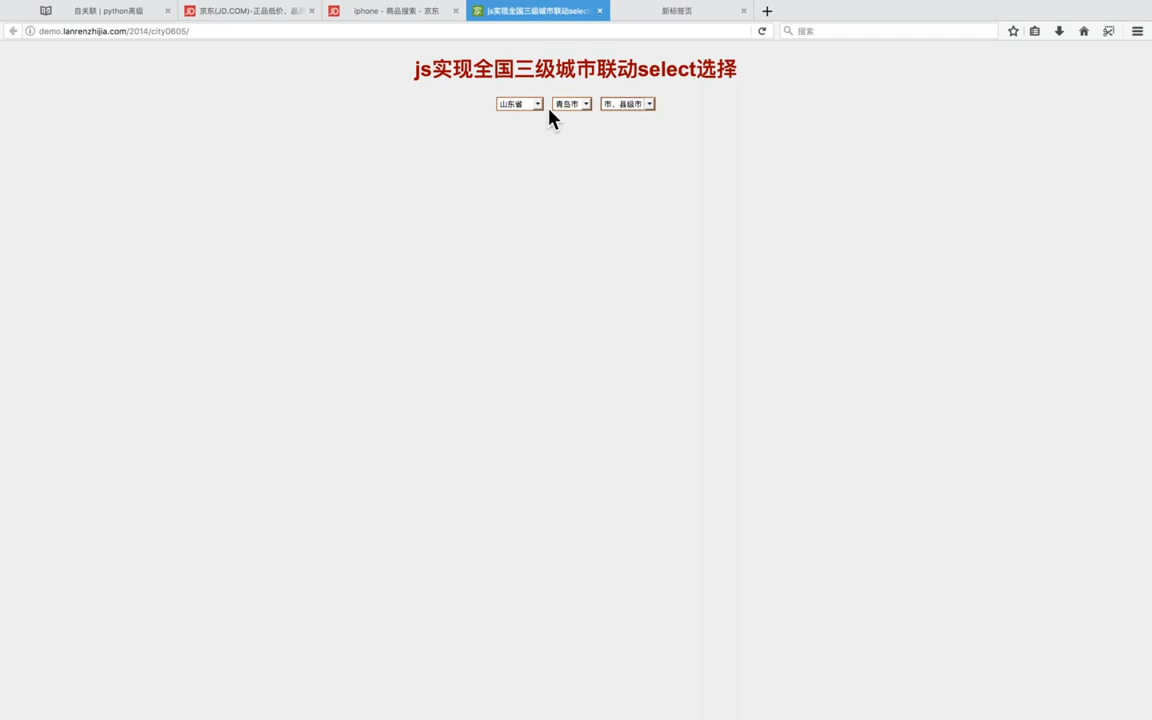 自关联 | python高级
JD 京东(JD.COM)-正品低价、品
JD iphone - 商品搜索 - 京东
家 js实现全国三级城市联动select
新标签页
demo.lanrenzhijia.com/2014/city0605/
搜索
js实现全国三级城市联动select选择
山东省 青岛市 市、县级市